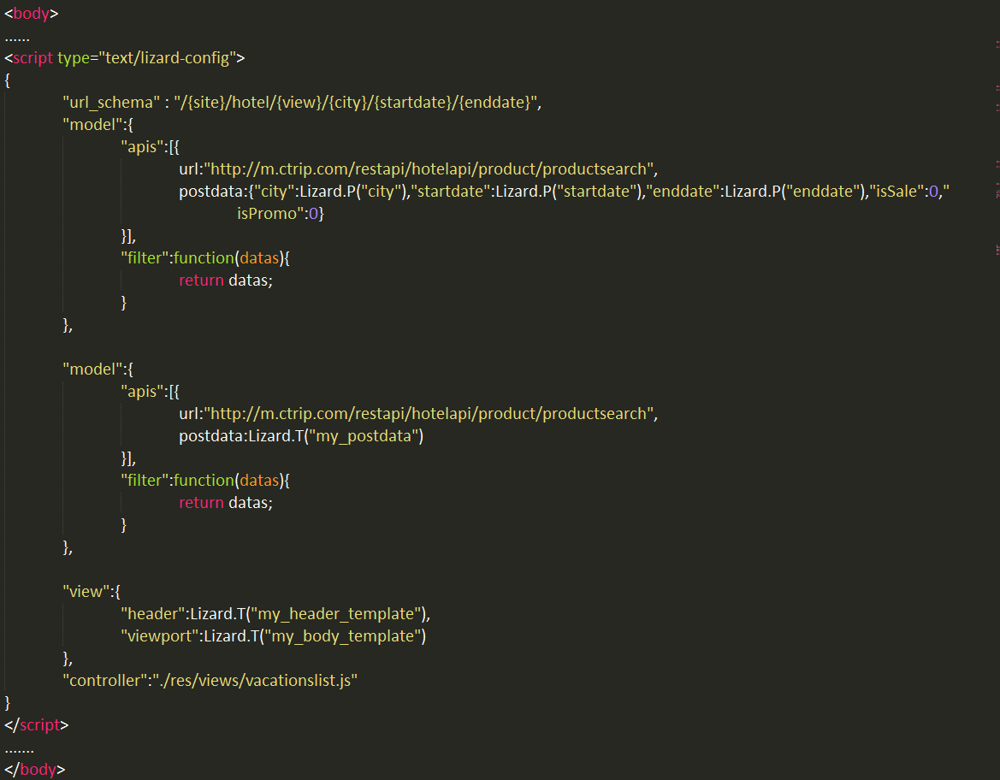 <body>
......
<script type="text/lizard-config">
{
"url_schema" : "/{site}/hotel/{view}/{city}/{startdate}/{enddate}",
"model":{
"apis":[{
url:"http://m.ctrip.com/restapi/hotelapi/product/productsearch",
postdata:{"city":Lizard.P("city"),"startdate":Lizard.P("startdate"),"enddate":Lizard.P("enddate"),"isSale":0,"
isPromo":0}
}],
"filter":function(datas){
return datas;
}
},
"model":{
"apis":[{
url:"http://m.ctrip.com/restapi/hotelapi/product/productsearch",
postdata:Lizard.T("my_postdata")
}],
"filter":function(datas){
return datas;
}
},
"view":{
"header":Lizard.T("my_header_template"),
"viewport":Lizard.T("my_body_template")
},
"controller":"./res/views/vacationslist.js"
}
</script>
.......
</body>